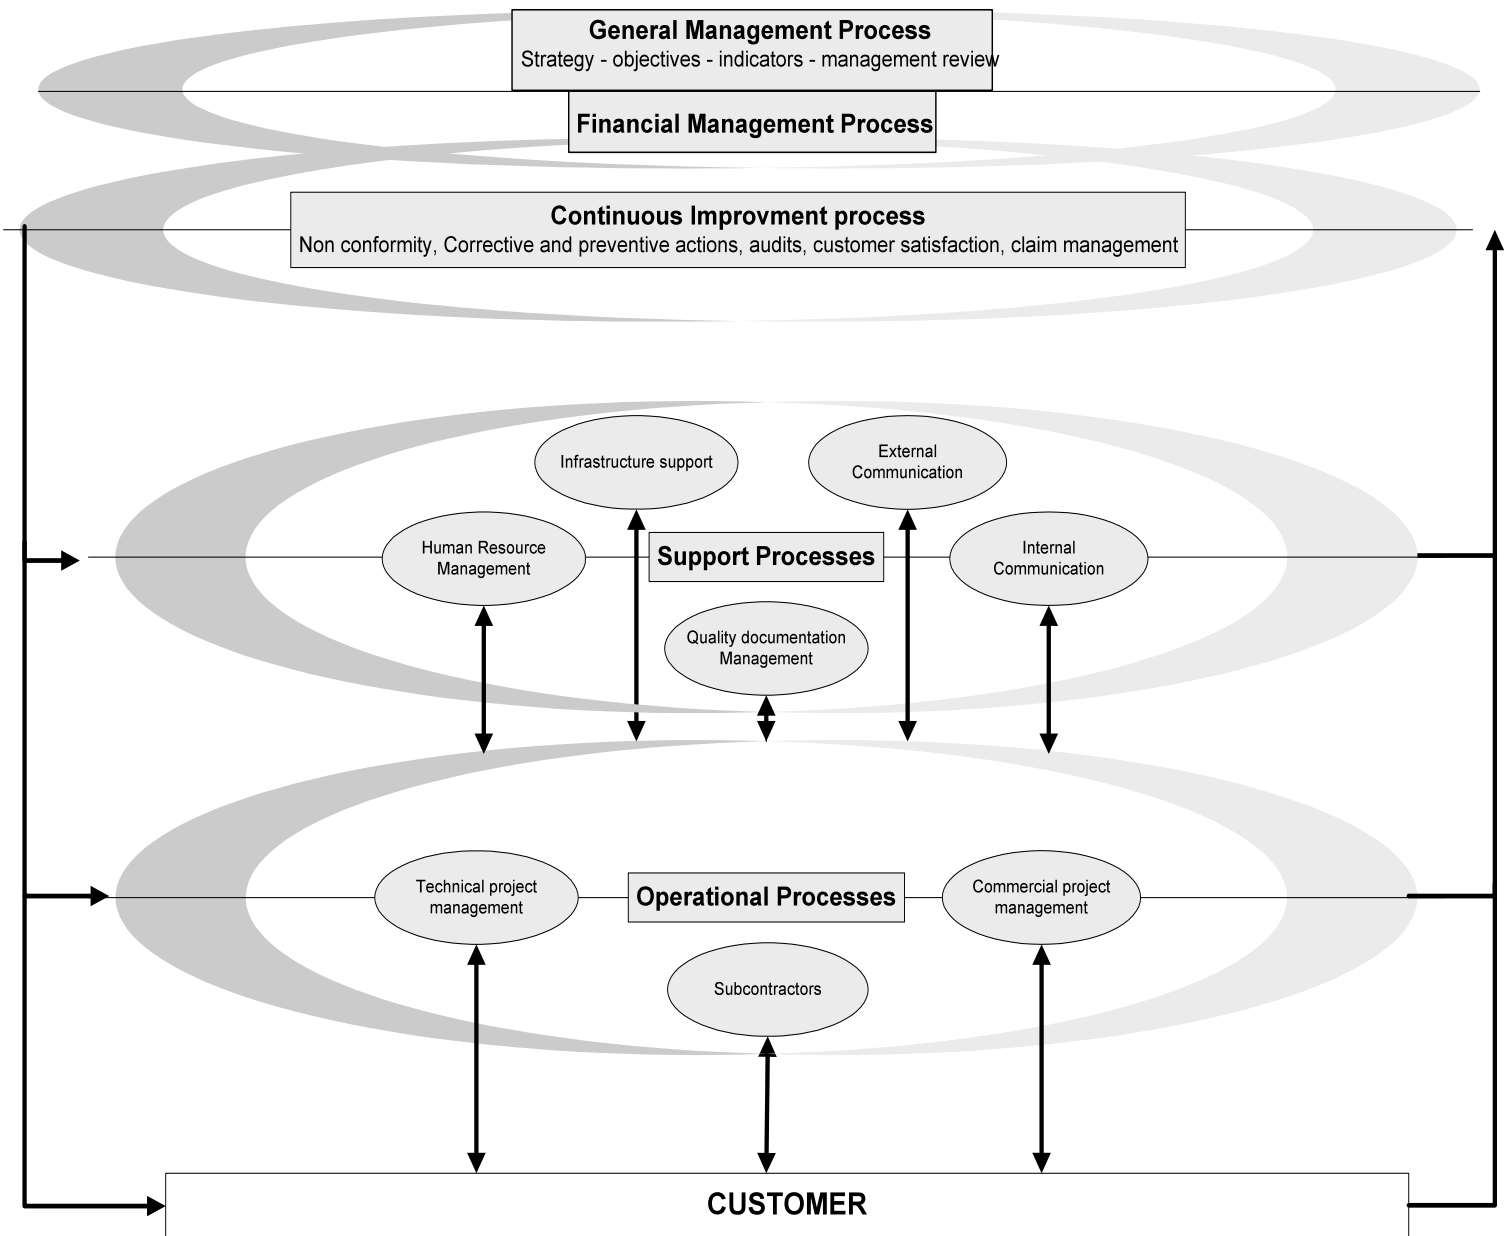 General Management Process
Strategy - objectives - indicators - management review
Financial Management Process
Continuous Improvment process
Non conformity, Corrective and preventive actions, audits, customer satisfaction, claim management
Infrastructure support
External
Communication
Human Resource
Management
Support Processes
Internal
Communication
Quality documentation
Management
Technical project
management
Operational Processes
Commercial project
management
Subcontractors
CUSTOMER